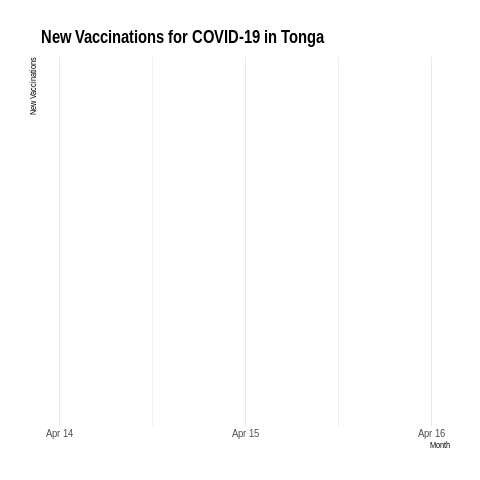 New Vaccinations for COVID-19 in Tonga
New Vaccinations
Apr 14
Apr 15
Apr 16
Month